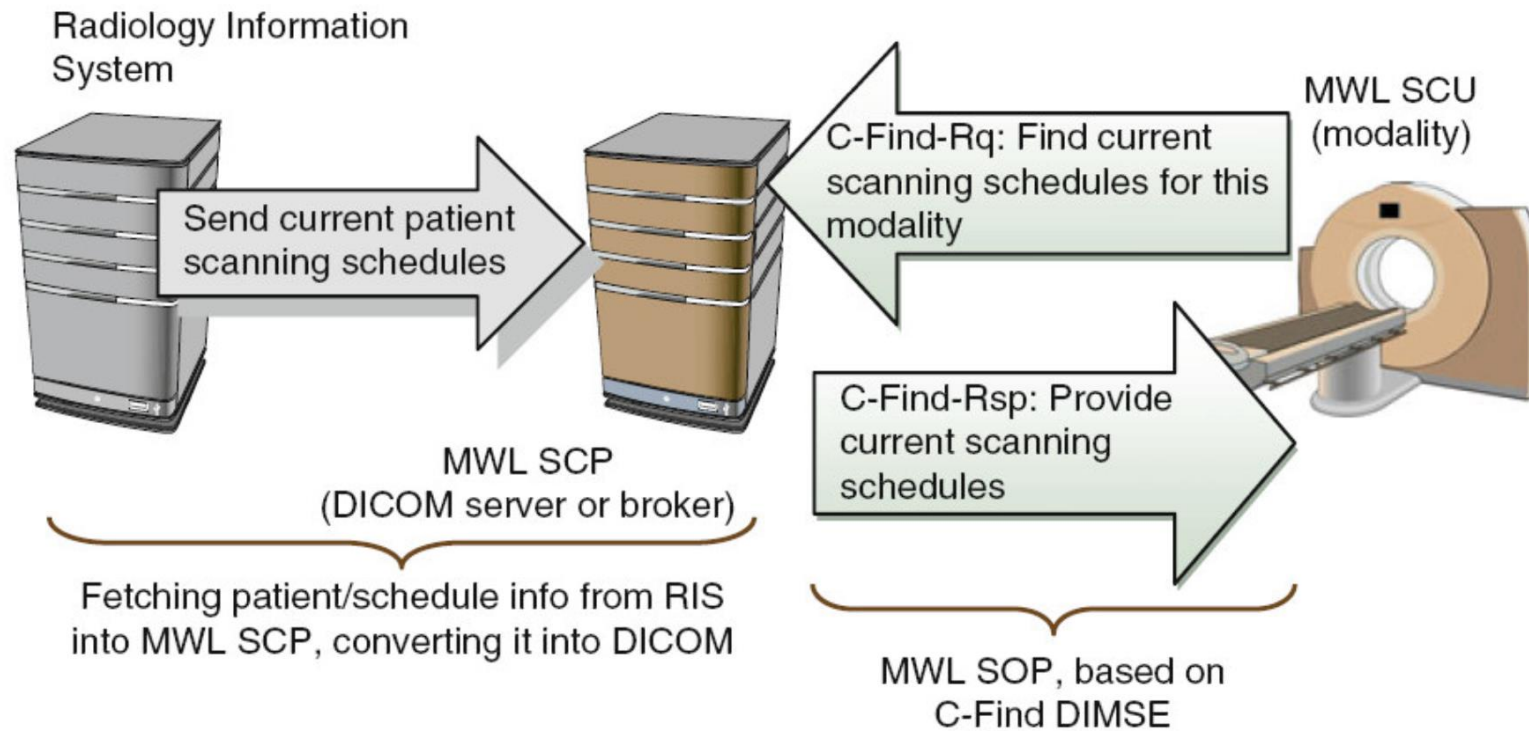 Radiology Information
System
Send current patient
scanning schedules
MWL SCP
(DICOM server or broker)
Fetching patient/schedule info from RIS
into MWL SCP, converting it into DICOM
C-Find-Rq: Find current
scanning schedules for this
modality
MWL SCU
(modality)
C-Find-Rsp: Provide
current scanning
schedules
MWL SOP, based on
C-Find DIMSE